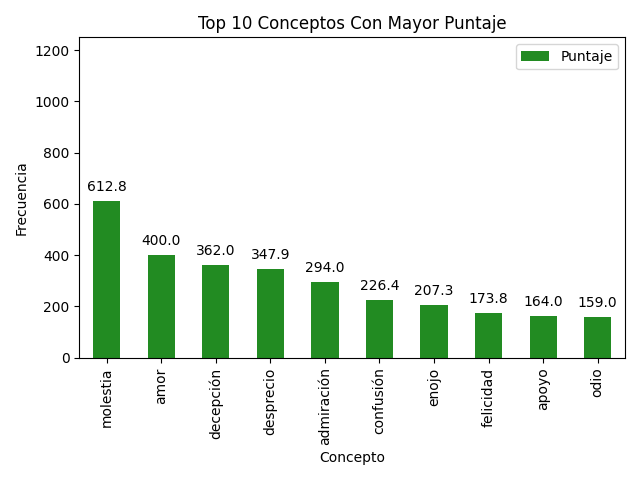 Top 10 Conceptos Con Mayor Puntaje
Puntaje
1200
1000
800
600
400
200
0
Frecuencia
612.8
400.0
362.0
347.9
294.0
226.4
207.3
173.8
164.0
159.0
molestia
amor
decepción
desprecio
admiración
confusión
enojo
felicidad
apoyo
odio
Concepto